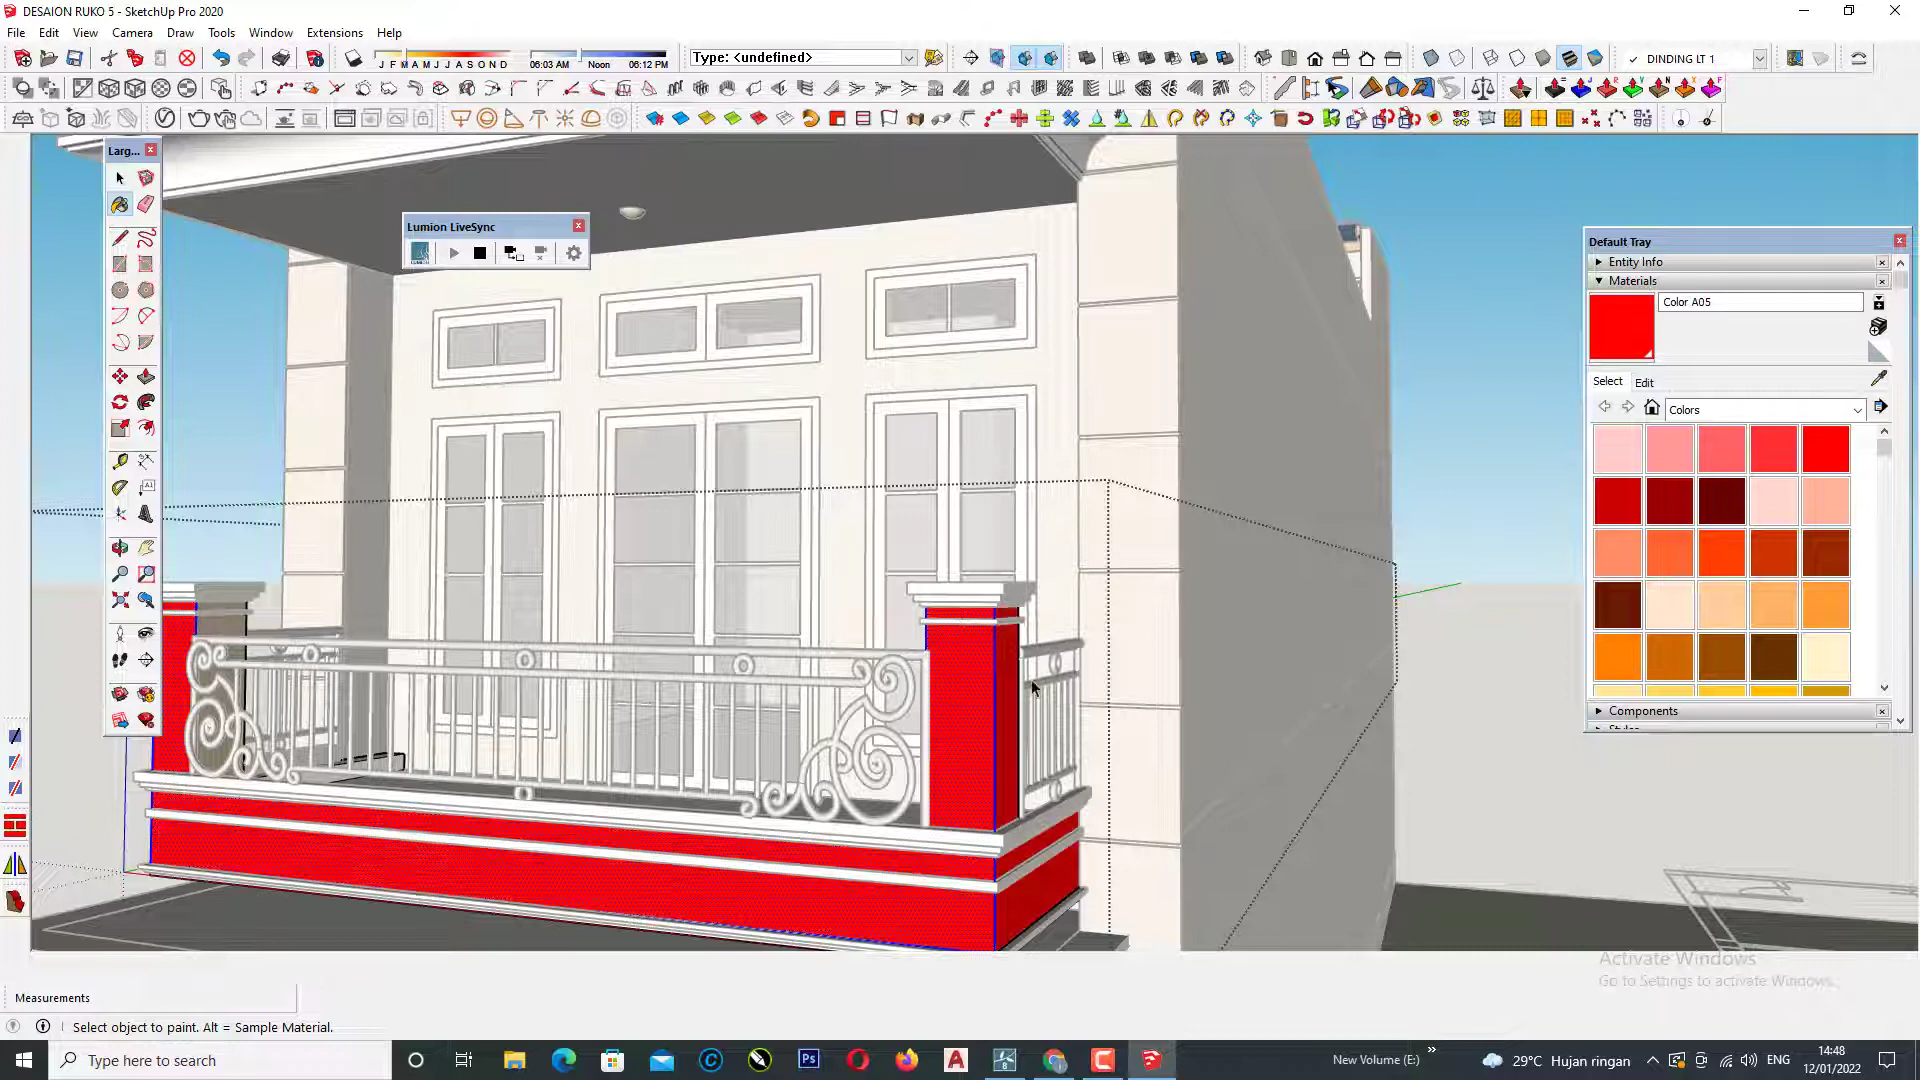 DESAION RUKO 5 - SketchUp Pro 2020
File Edit View Camera Draw Tools Window Extensions Help
J F M A M J J A S O N D
06:03 AM Noon 06:12 PM
Type: <undefined>
DINDING LT 1
Larg...
Lumion LiveSync
Default Tray
Entity Info
Materials
Color A05
Select Edit
Colors
Components
Activate Windows
Go to Settings to activate Windows.
Measurements
Select object to paint. Alt = Sample Material.
Type here to search
New Volume (E:)
29°C Hujan ringan
ENG
14:48
12/01/2022